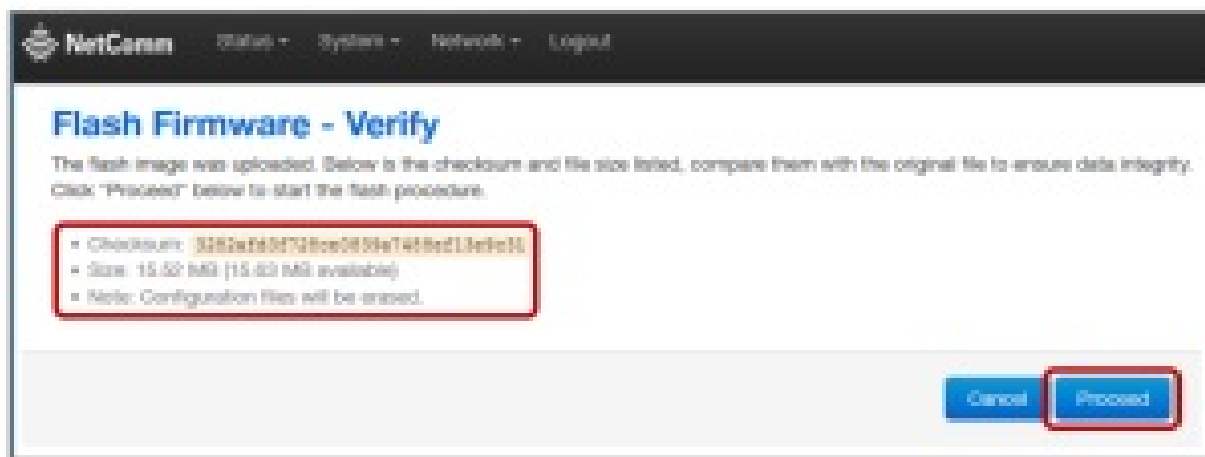 NetComm Status System Network Logout
Flash Firmware - Verify
The flash image was uploaded. Below is the checksum and file size listed, compare them with the original file to ensure data integrity.
Click "Proceed" below to start the flash procedure.
• Checksum:
• Size: 15.52 MB (15.63 MB available)
• Note: Configuration files will be erased.
Cancel Proceed